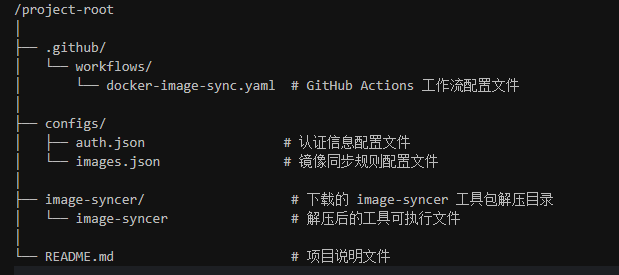 /project-root
│
├── .github/
│   └── workflows/
│       └── docker-image-sync.yaml  # GitHub Actions 工作流配置文件
│
├── configs/
│   ├── auth.json                  # 认证信息配置文件
│   └── images.json                # 镜像同步规则配置文件
│
├── image-syncer/                   # 下载的 image-syncer 工具包解压目录
│   └── image-syncer                # 解压后的工具可执行文件
│
└── README.md                       # 项目说明文件